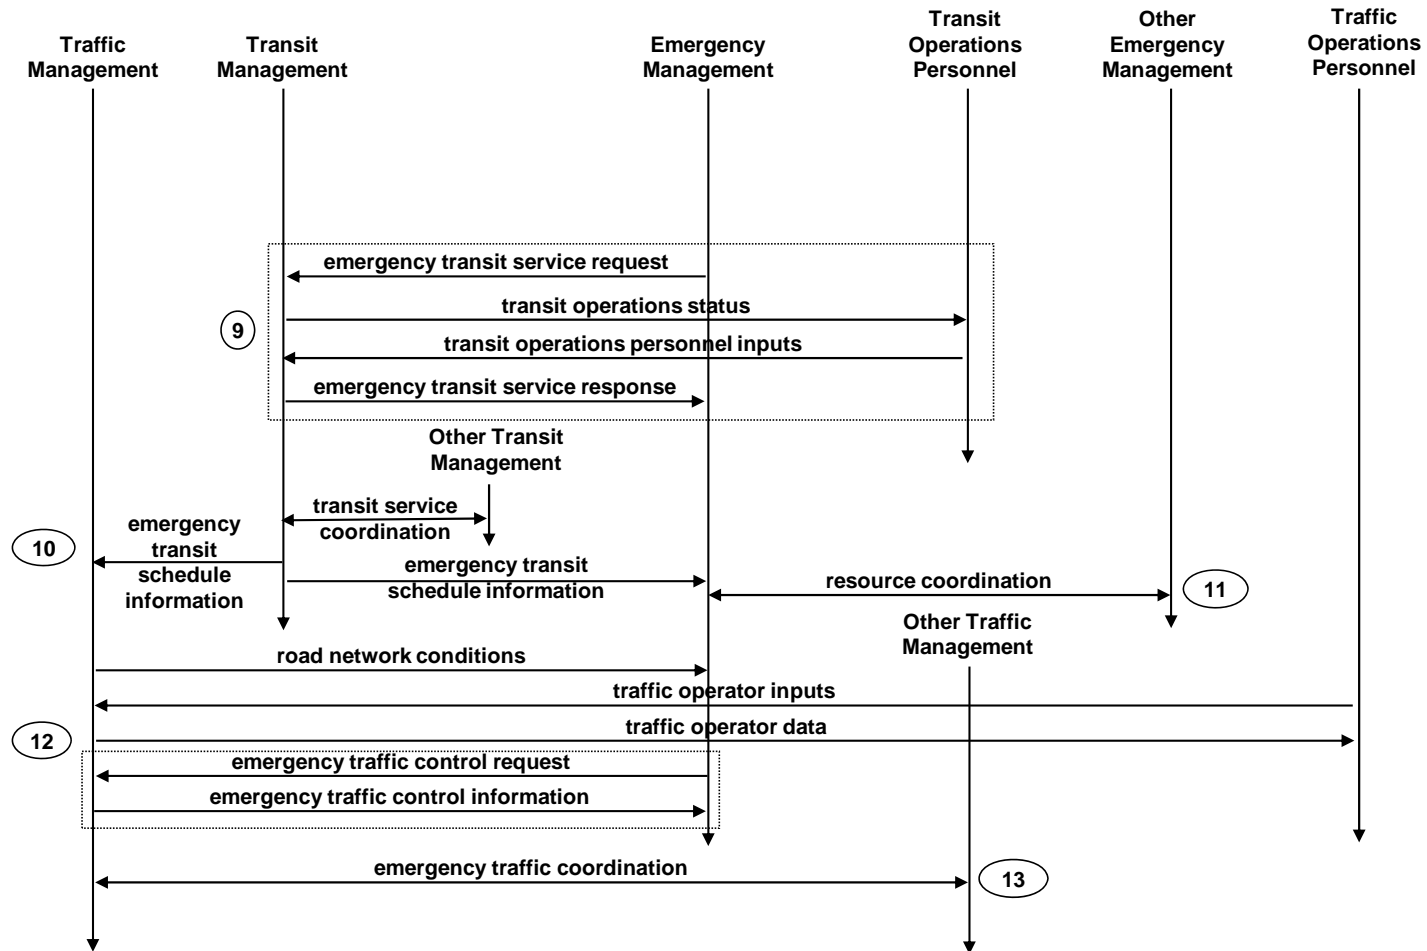 Traffic
Management
Transit
Management
Emergency
Management
Transit
Operations
Personnel
Other
Emergency
Management
Traffic
Operations
Personnel
emergency transit service request
transit operations status
9
transit operations personnel inputs
emergency transit service response
Other Transit
Management
transit service
coordination
10
emergency
transit
schedule
information
emergency transit
schedule information
resource coordination
11
Other Traffic
Management
road network conditions
traffic operator inputs
12
traffic operator data
emergency traffic control request
emergency traffic control information
emergency traffic coordination
13